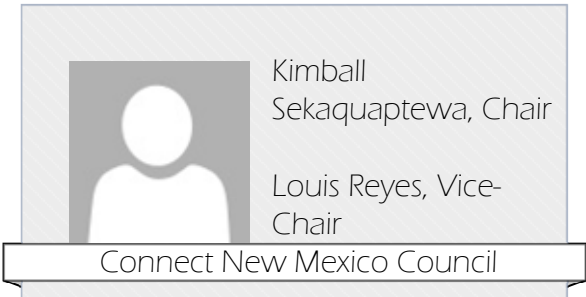 Kimball
Sekaquaptewa, Chair
Louis Reyes, Vice-
Chair
Connect New Mexico Council